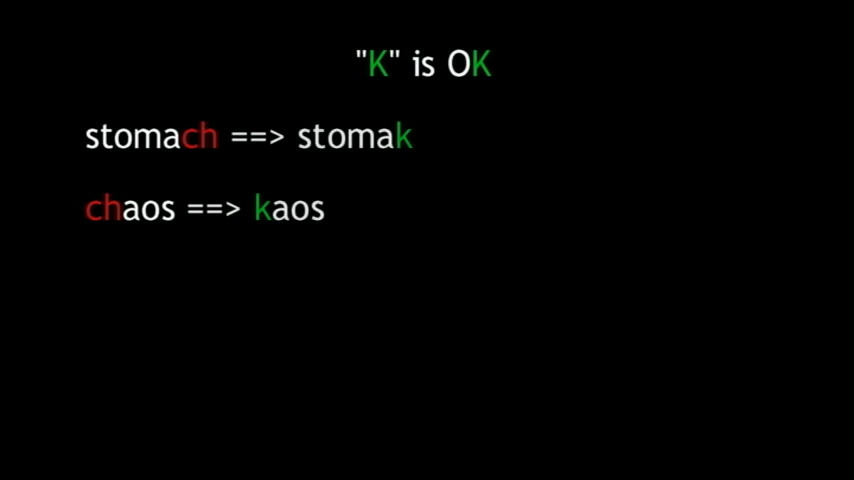 "K" is OK
stomach ==> stomak
chaos ==> kaos